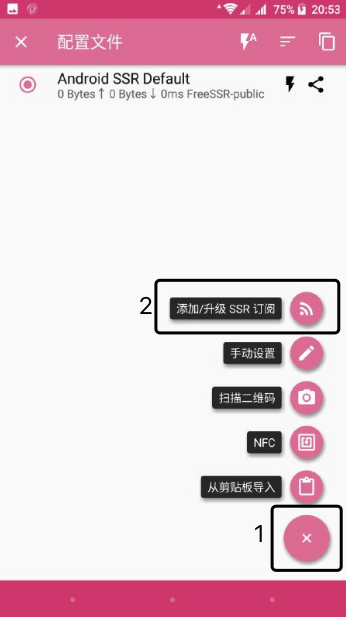 75% 20:53
配置文件
A
Android SSR Default
0 Bytes↑ 0 Bytes↓ 0ms FreeSSR-public
2
添加/升级 SSR 订阅
手动设置
扫描二维码
NFC
从剪贴板导入
1